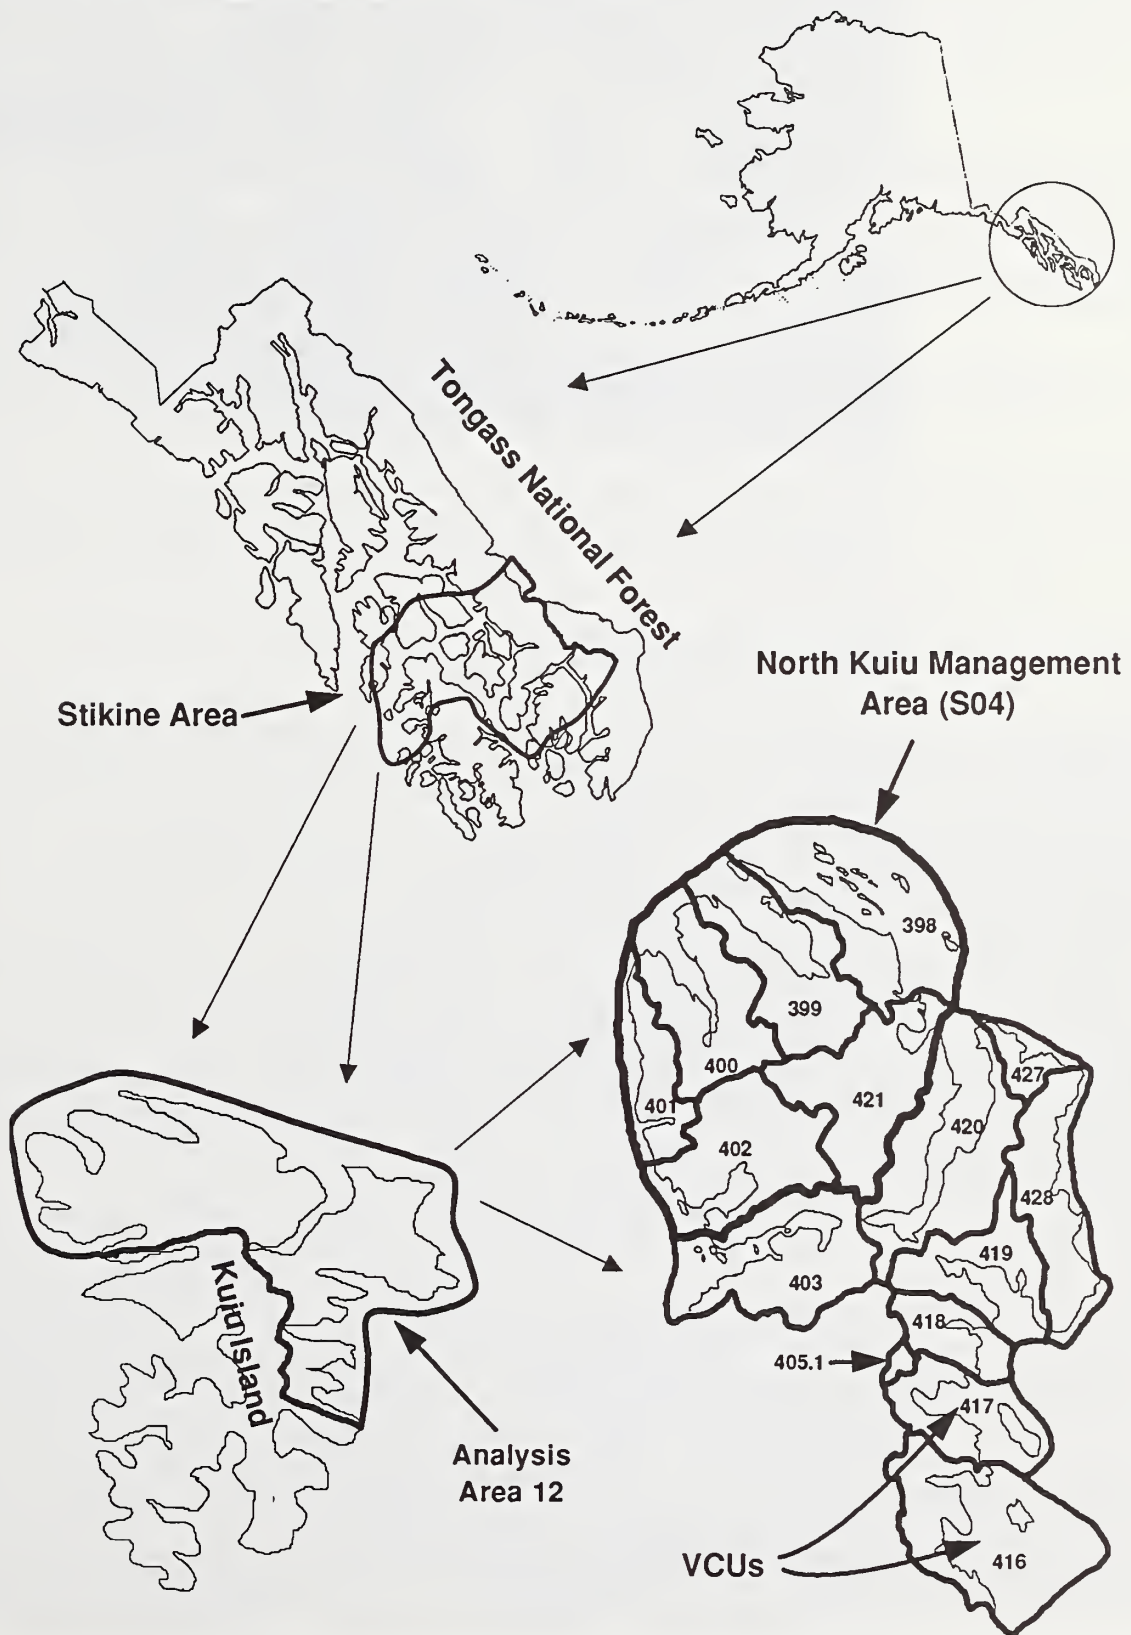 Tongass National Forest
Stikine Area
North Kuiu Management
Area (S04)
398
399
400
427
401
421
420
402
428
419
403
418
405.1
417
Kuiu Island
Analysis
Area 12
VCUs
416